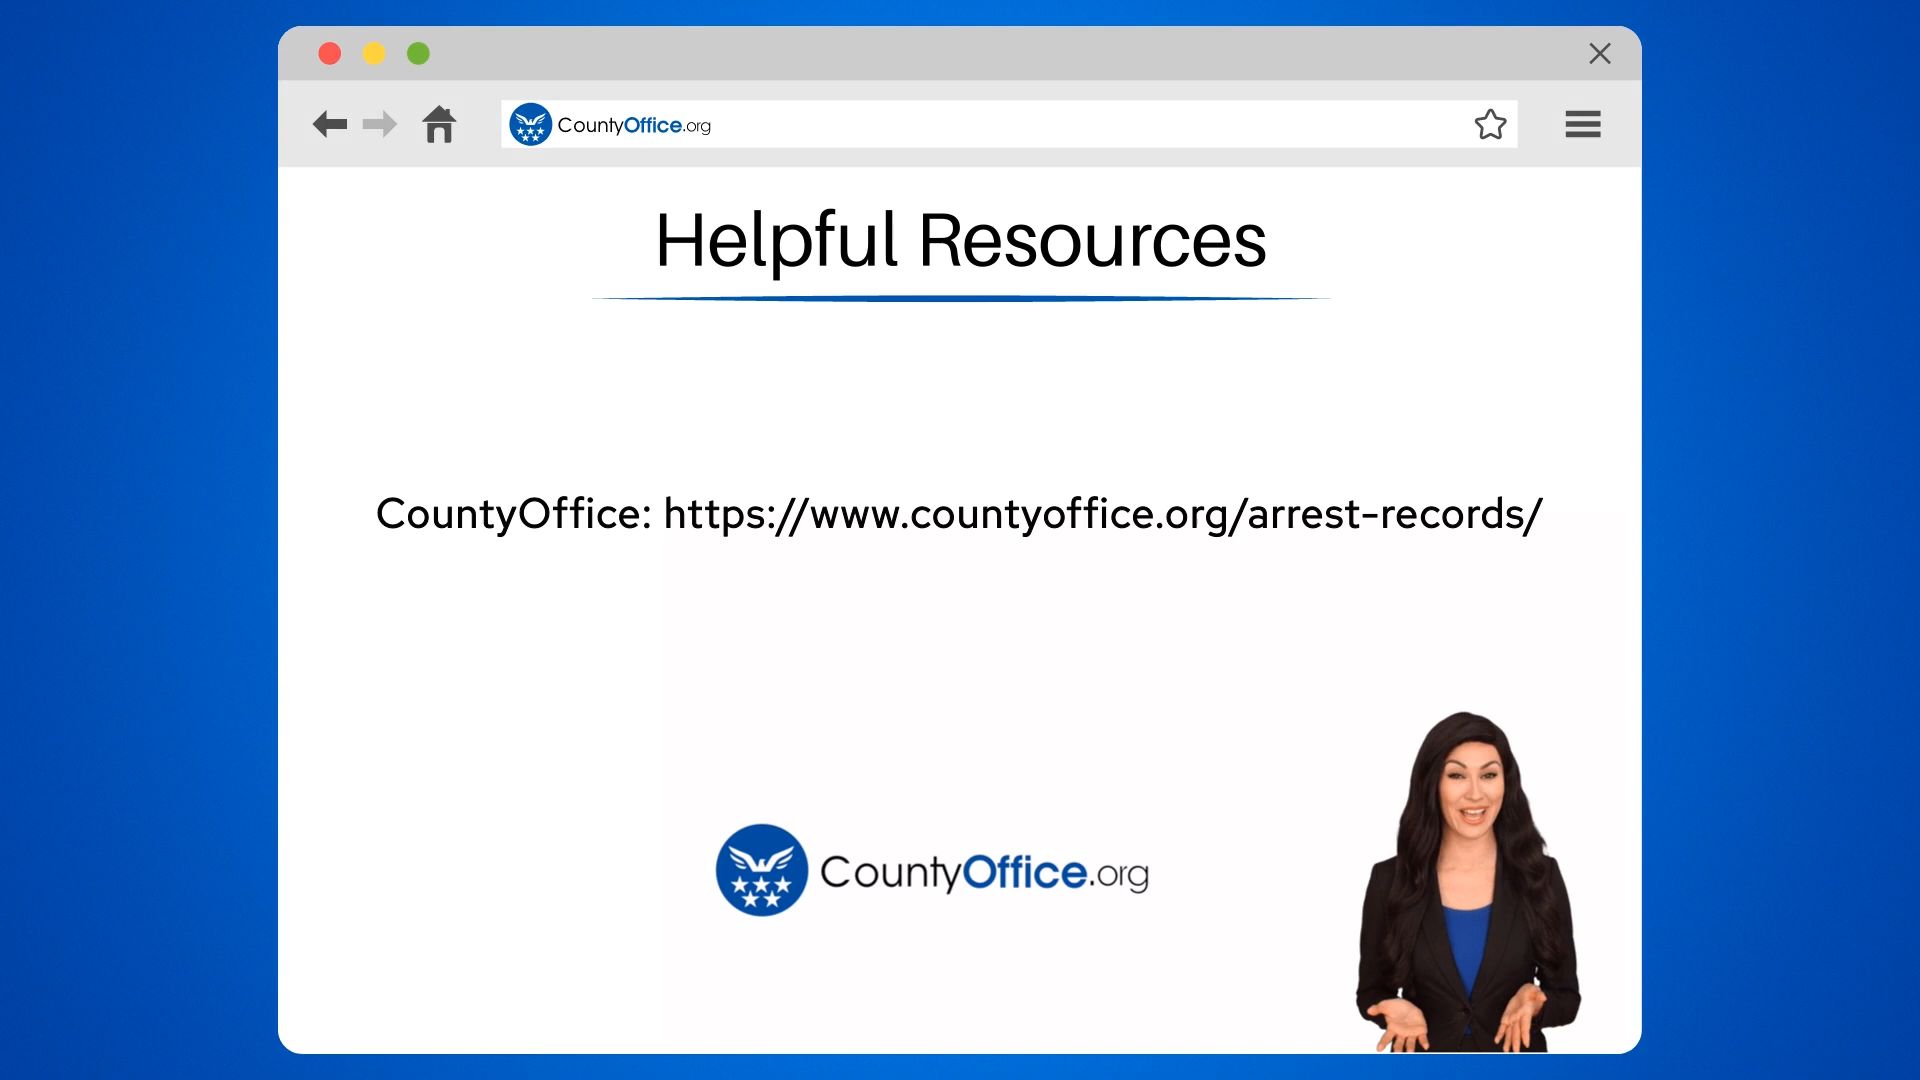 CountyOffice.org
Helpful Resources
CountyOffice: https://www.countyoffice.org/arrest-records/
CountyOffice.org